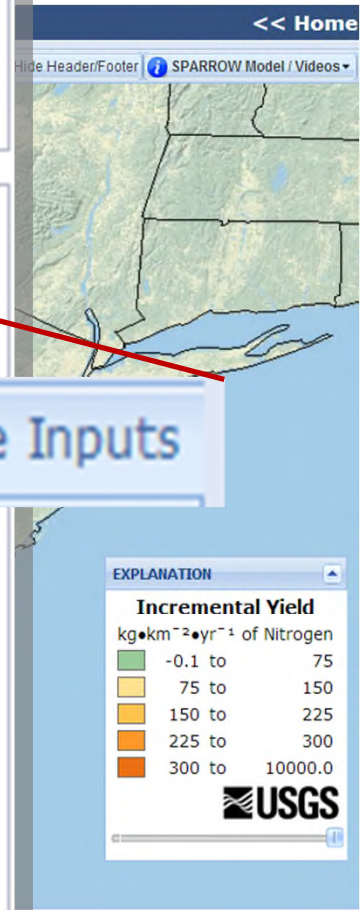 << Home
Hide Header/Footer SPARROW Model / Videos
e Inputs
EXPLANATION
Incremental Yield
kg●km⁻²●yr⁻¹ of Nitrogen
-0.1 to 75
75 to 150
150 to 225
225 to 300
300 to 10000.0
USGS